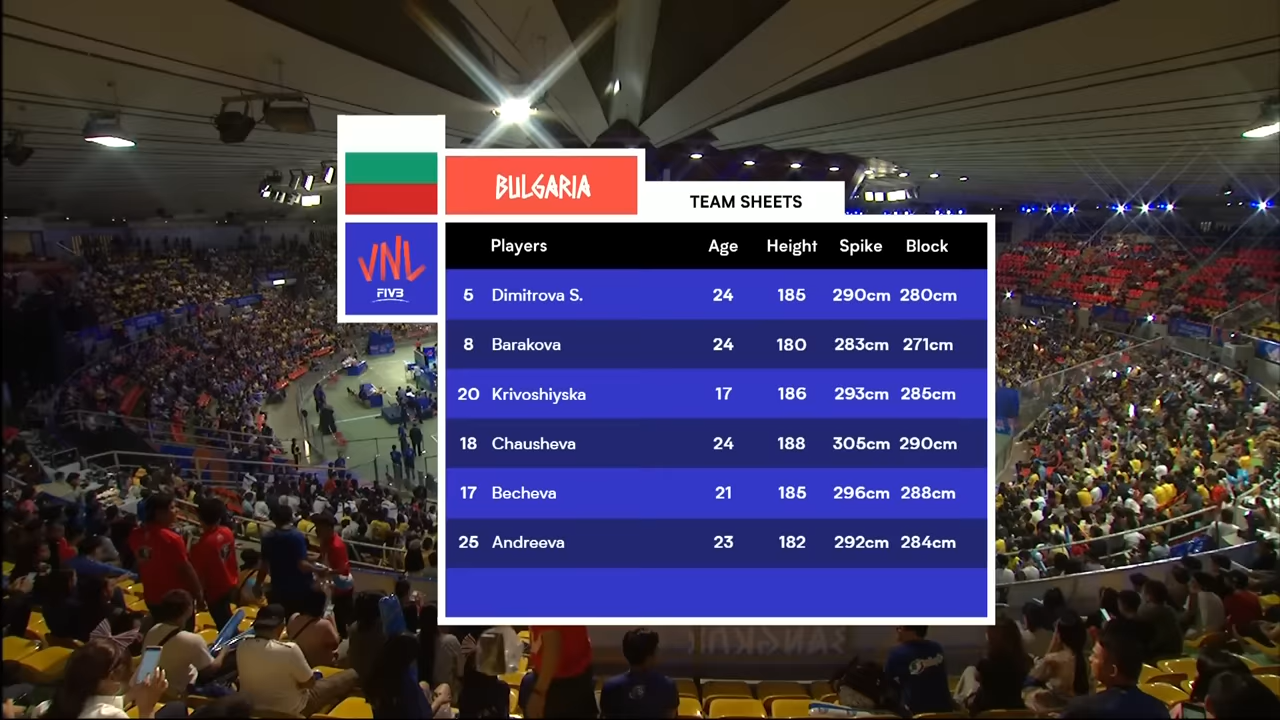 BULGARIA
TEAM SHEETS
VNL
FIVB
Players Age Height Spike Block
5 Dimitrova S. 24 185 290cm 280cm
8 Barakova 24 180 283cm 271cm
20 Krivoshiyska 17 186 293cm 285cm
18 Chausheva 24 188 305cm 290cm
17 Becheva 21 185 296cm 288cm
25 Andreeva 23 182 292cm 284cm